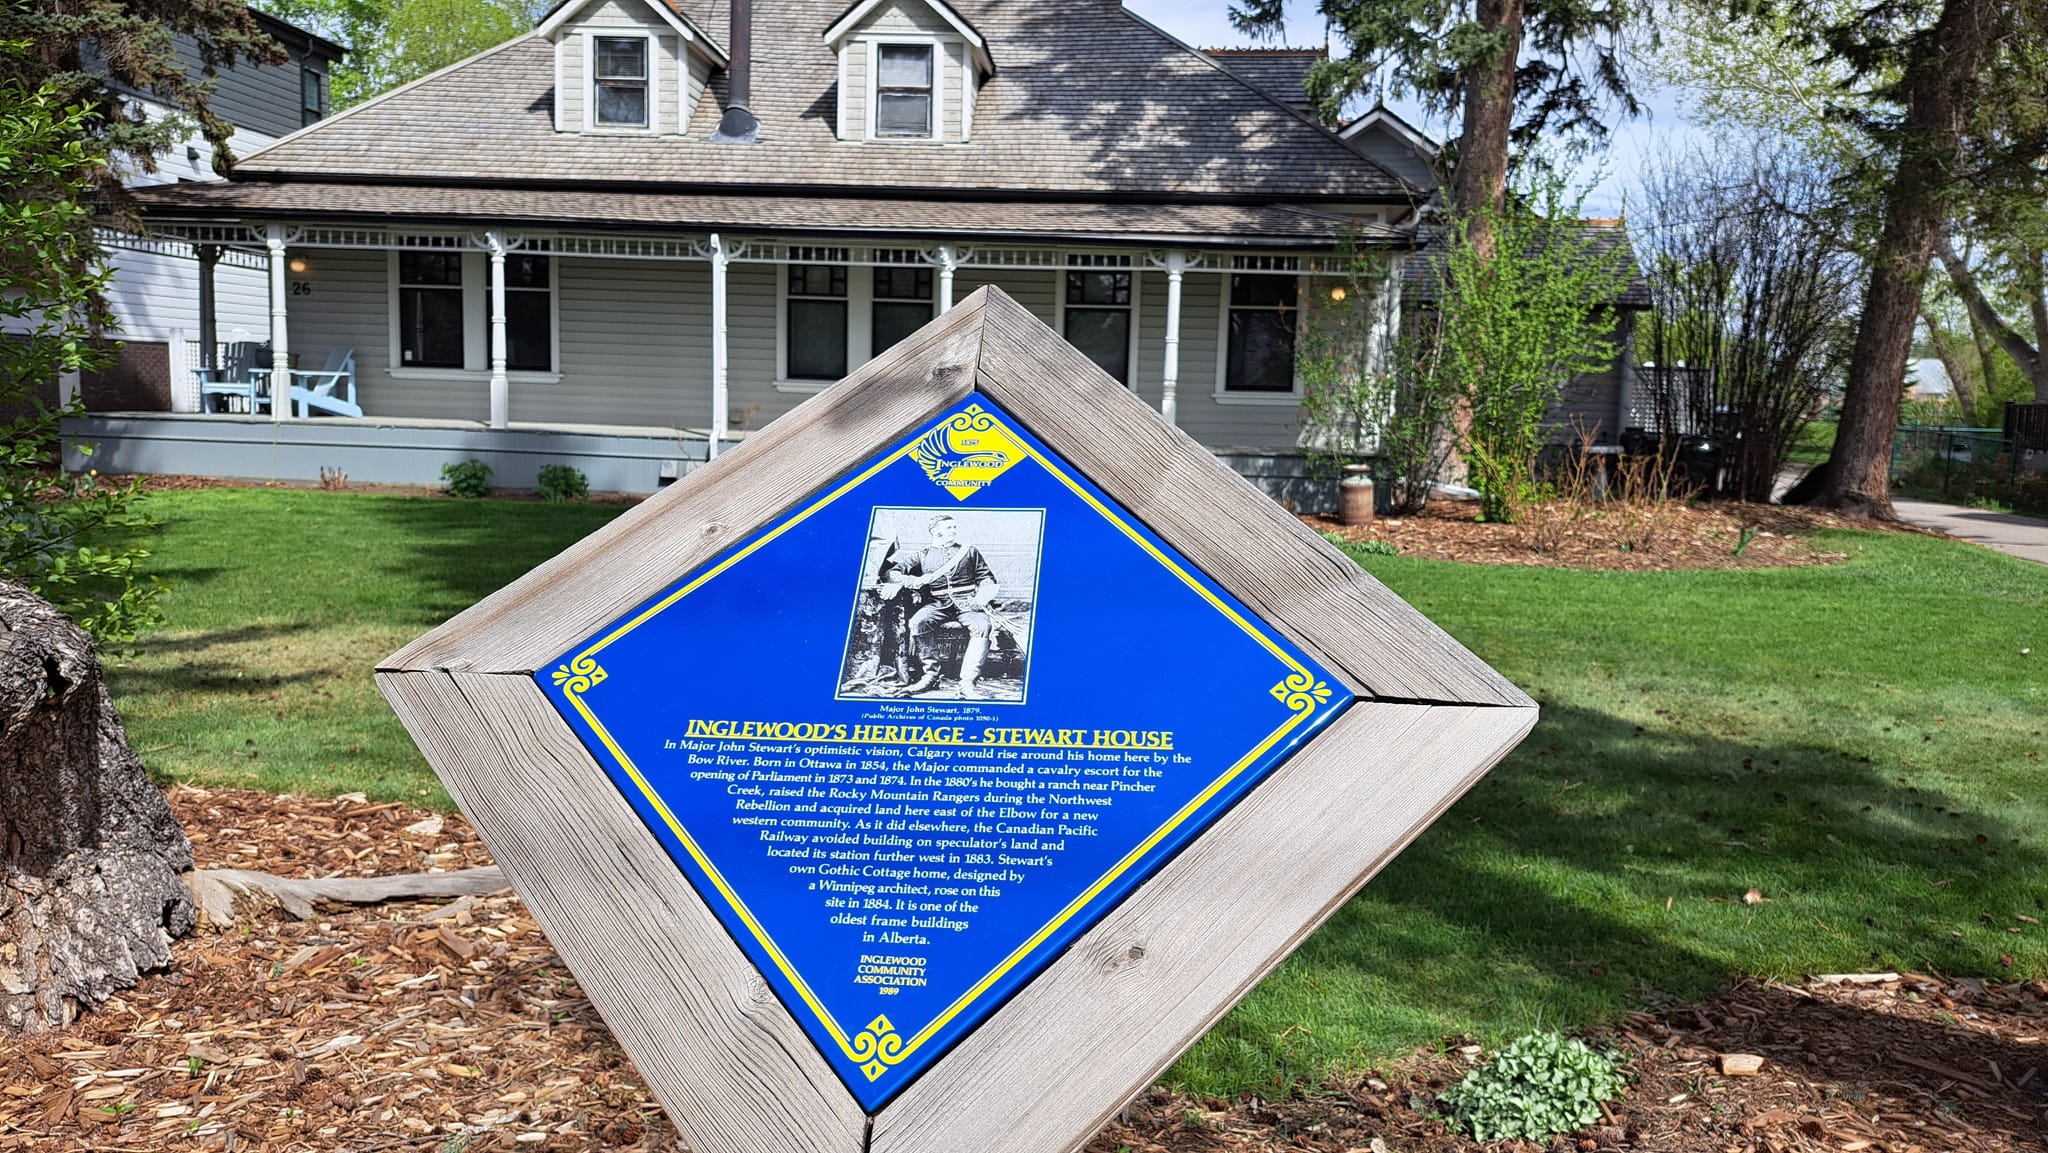 26
1875
INGLEWOOD
COMMUNITY
Major John Stewart, 1879.
(Public Archives of Canada photo 1090-1)
INGLEWOOD'S HERITAGE - STEWART HOUSE
In Major John Stewart's optimistic vision, Calgary would rise around his home here by the
Bow River. Born in Ottawa in 1854, the Major commanded a cavalry escort for the
opening of Parliament in 1873 and 1874. In the 1880's he bought a ranch near Pincher
Creek, raised the Rocky Mountain Rangers during the Northwest
Rebellion and acquired land here east of the Elbow for a new
western community. As it did elsewhere, the Canadian Pacific
Railway avoided building on speculator's land and
located its station further west in 1883. Stewart's
own Gothic Cottage home, designed by
a Winnipeg architect, rose on this
site in 1884. It is one of the
oldest frame buildings
in Alberta.
INGLEWOOD
COMMUNITY
ASSOCIATION
1989